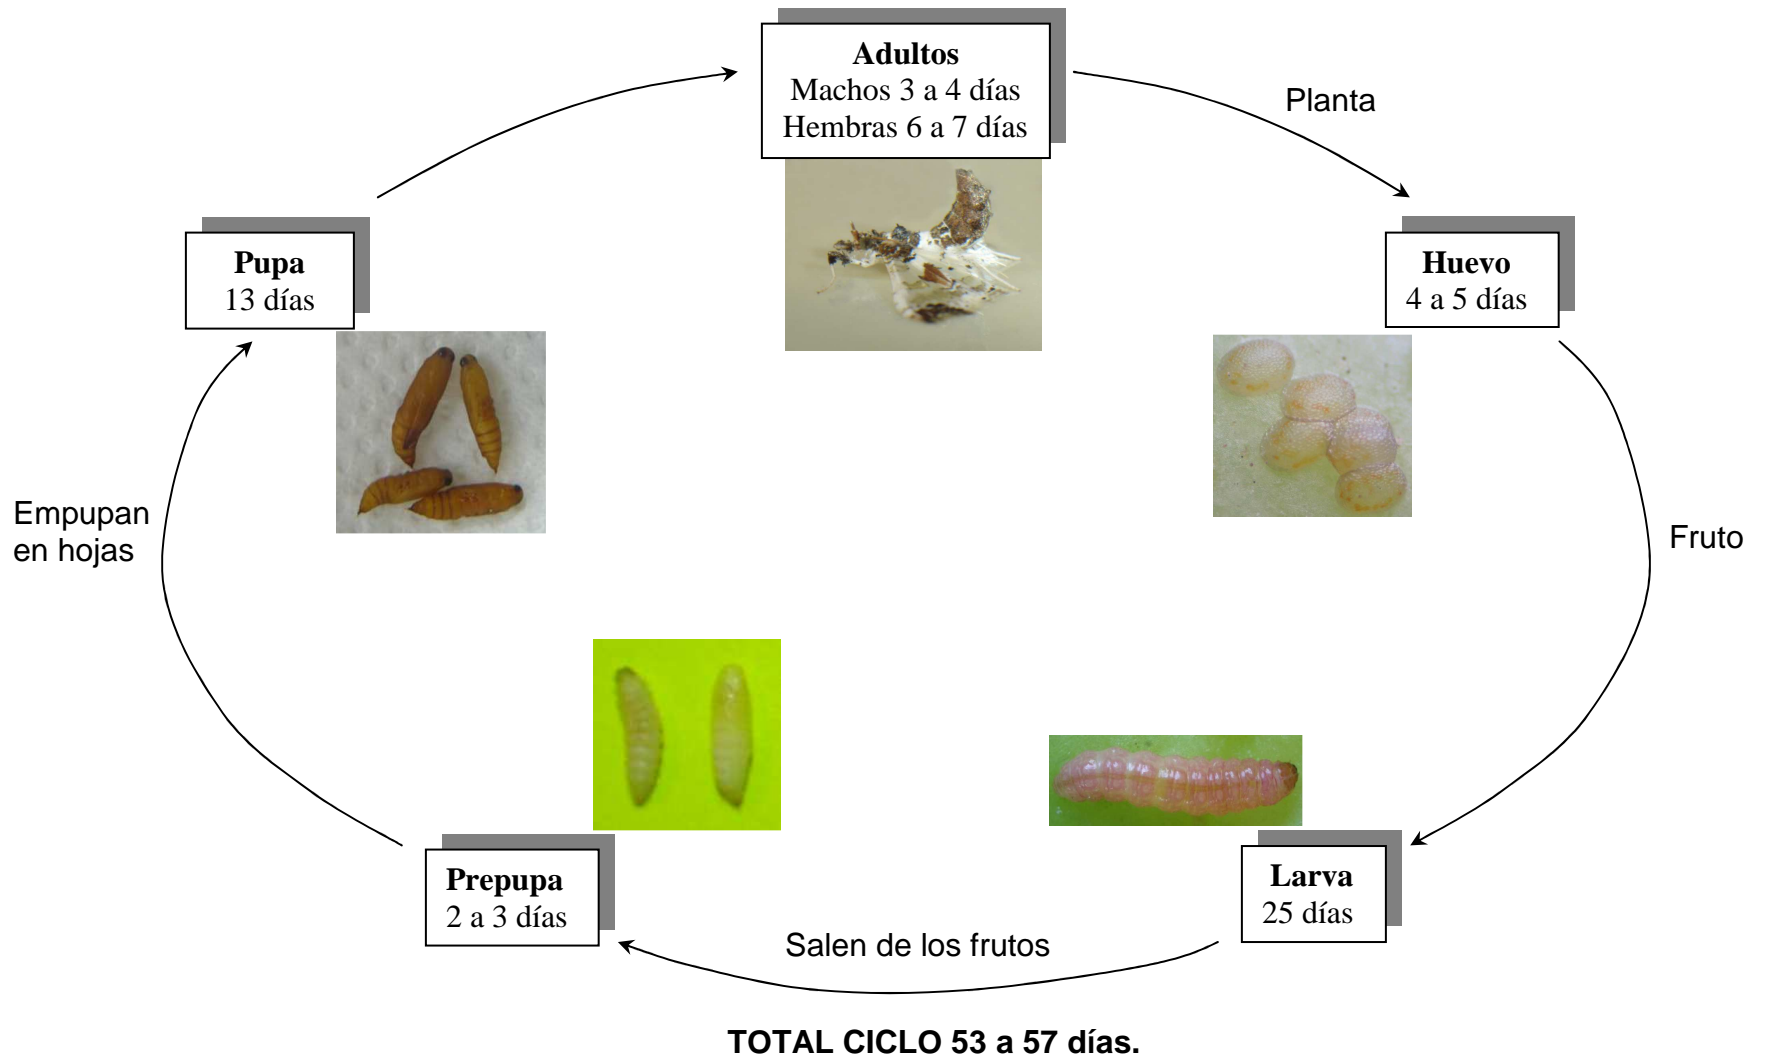 Adultos
Machos 3 a 4 días
Hembras 6 a 7 días
Planta
Huevo
4 a 5 días
Fruto
Larva
25 días
Salen de los frutos
Prepupa
2 a 3 días
Empupan
en hojas
Pupa
13 días
TOTAL CICLO 53 a 57 días.